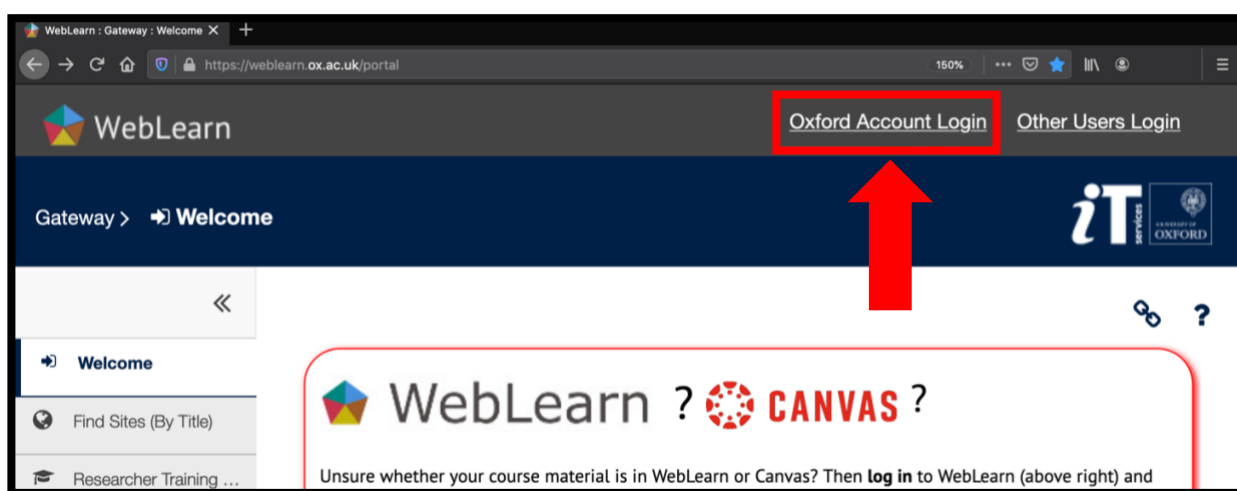 WebLearn : Gateway : Welcome
https://weblearn.ox.ac.uk/portal
150%
WebLearn
Oxford Account Login
Other Users Login
Gateway > Welcome
iT services
UNIVERSITY OF OXFORD
Welcome
Find Sites (By Title)
Researcher Training ...
WebLearn ? CANVAS ?
Unsure whether your course material is in WebLearn or Canvas? Then log in to WebLearn (above right) and
?